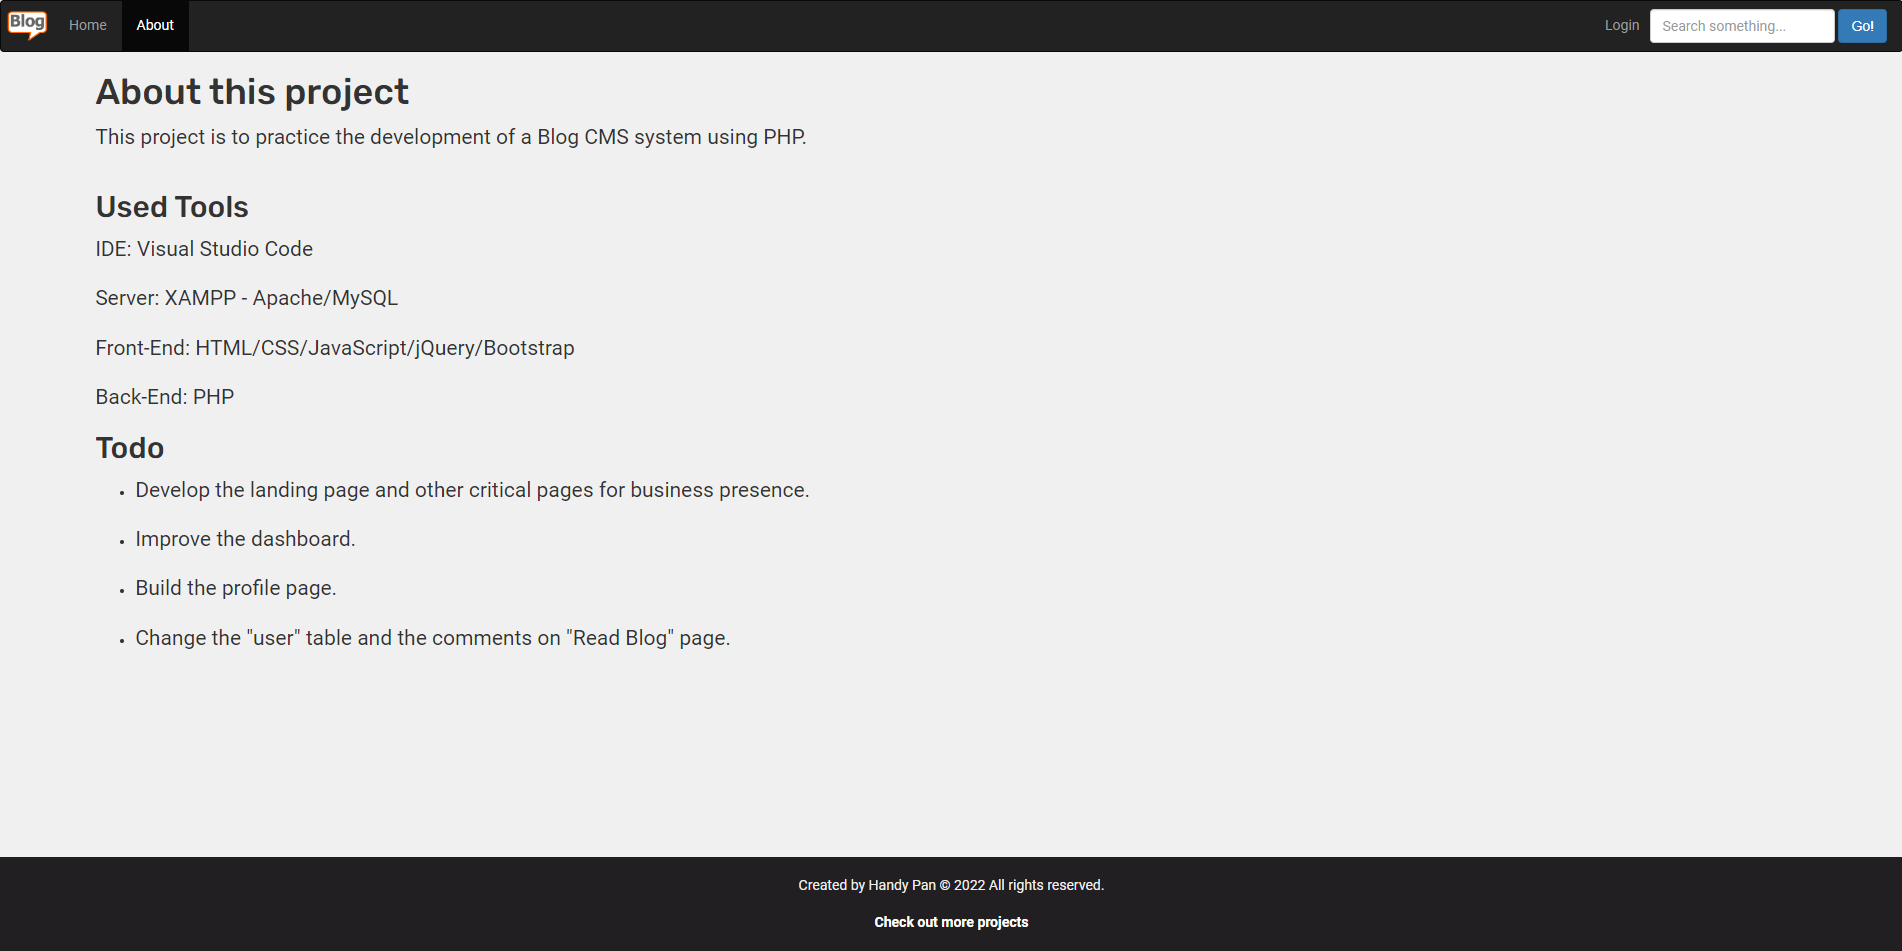 Blog Home About Login Search something... Go!
About this project
This project is to practice the development of a Blog CMS system using PHP.
Used Tools
IDE: Visual Studio Code
Server: XAMPP - Apache/MySQL
Front-End: HTML/CSS/JavaScript/jQuery/Bootstrap
Back-End: PHP
Todo
• Develop the landing page and other critical pages for business presence.
• Improve the dashboard.
• Build the profile page.
• Change the "user" table and the comments on "Read Blog" page.
Created by Handy Pan © 2022 All rights reserved.
Check out more projects